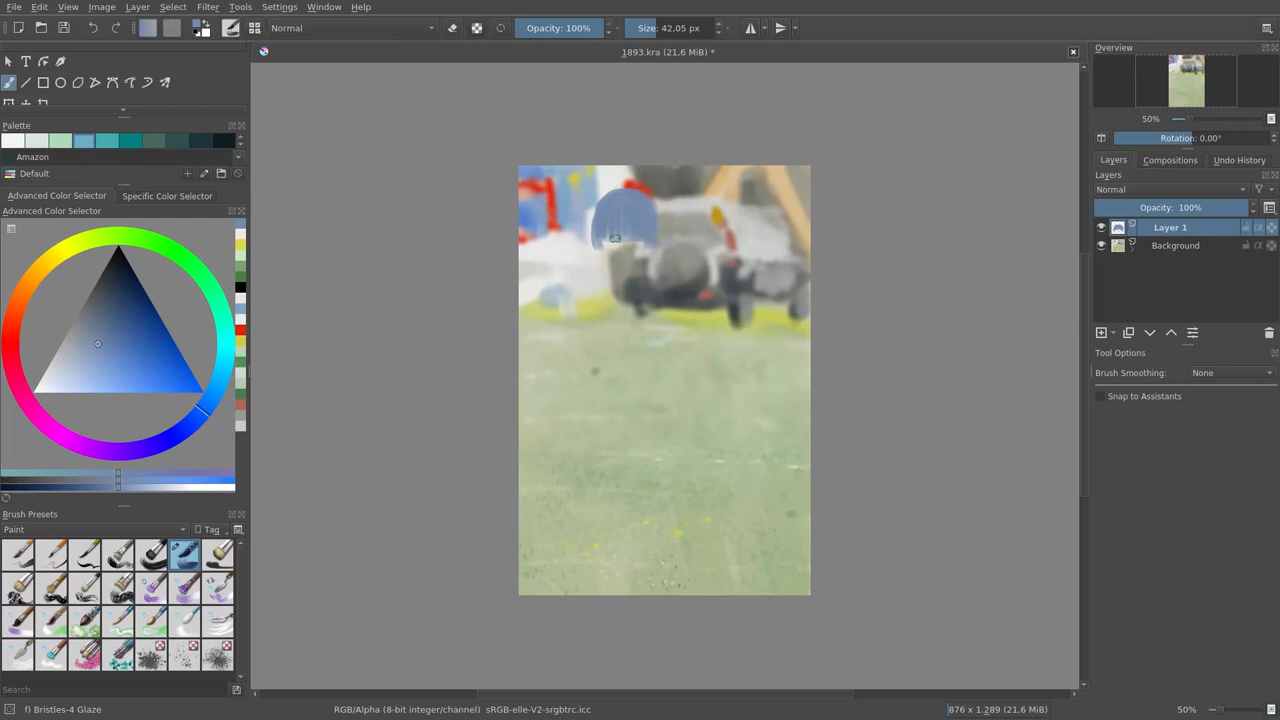 File Edit View Image Layer Select Filter Tools Settings Window Help
Normal Opacity: 100% Size: 42,05 px
1893.kra (21,6 MiB) *
Overview
50%
Rotation: 0,00°
Palette
Amazon
Default
Advanced Color Selector Specific Color Selector
Advanced Color Selector
Layers Compositions Undo History
Layers
Normal
Opacity: 100%
Layer 1
Background
Tool Options
Brush Smoothing: None
Snap to Assistants
Brush Presets
Paint Tag
Search
f) Bristles-4 Glaze RGB/Alpha (8-bit integer/channel) sRGB-elle-V2-srgbtrc.icc 876 x 1.289 (21,6 MiB) 50%